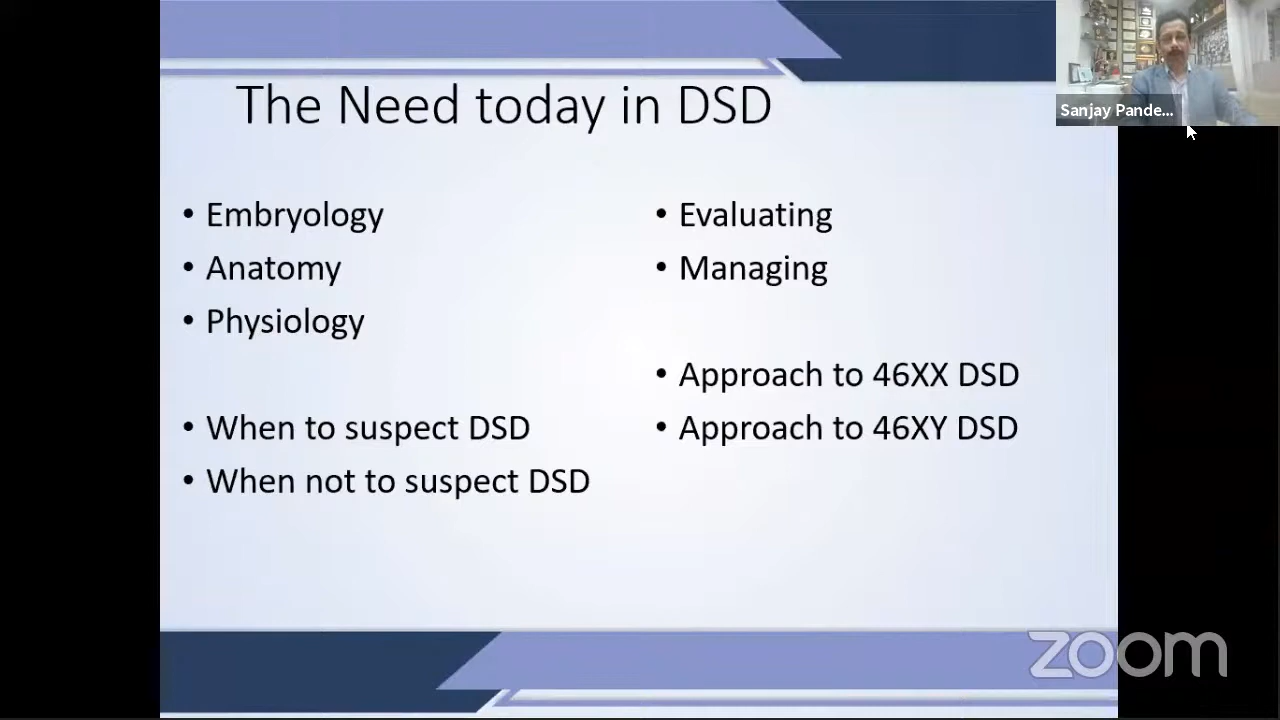 The Need today in DSD
• Embryology
• Anatomy
• Physiology
• When to suspect DSD
• When not to suspect DSD
• Evaluating
• Managing
• Approach to 46XX DSD
• Approach to 46XY DSD
Sanjay Pande...
zoom